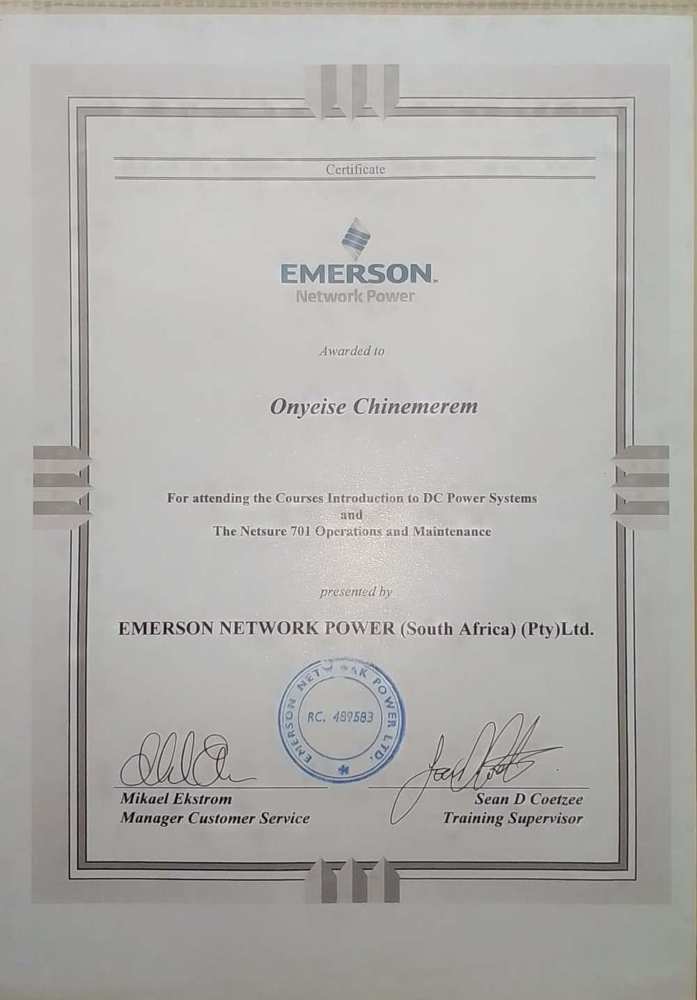 Certificate
EMERSON.
Network Power
Awarded to
Onyeise Chinemerem
For attending the Courses Introduction to DC Power Systems
and
The Netsure 701 Operations and Maintenance
presented by
EMERSON NETWORK POWER (South Africa) (Pty)Ltd.
EMERSON NETWORK POWER LTD.
RC. 489583
Mikael Ekstrom
Manager Customer Service
Sean D Coetzee
Training Supervisor